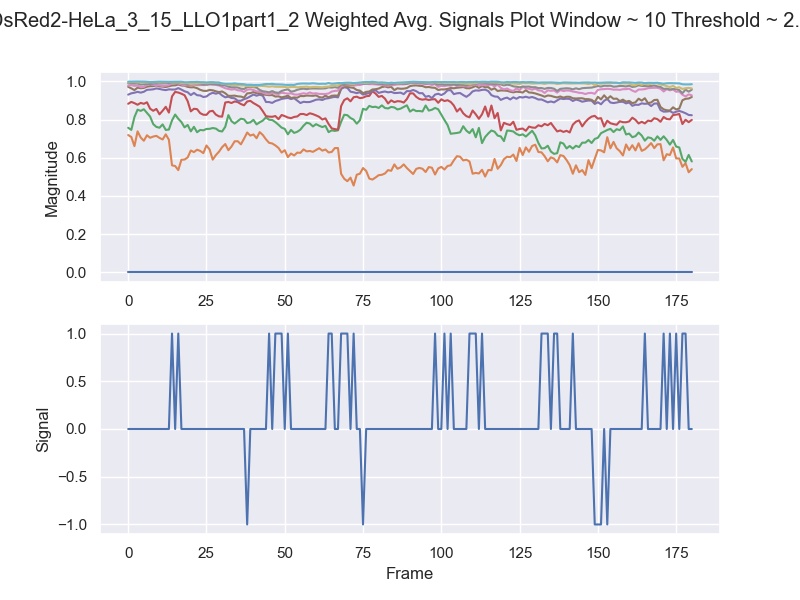 DsRed2-HeLa_3_15_LLO1part1_2 Weighted Avg. Signals Plot Window ~ 10 Threshold ~ 2.
1.0
0.8
0.6
0.4
0.2
0.0
Magnitude
0 25 50 75 100 125 150 175
1.0
0.5
0.0
−0.5
−1.0
Signal
0 25 50 75 100 125 150 175
Frame